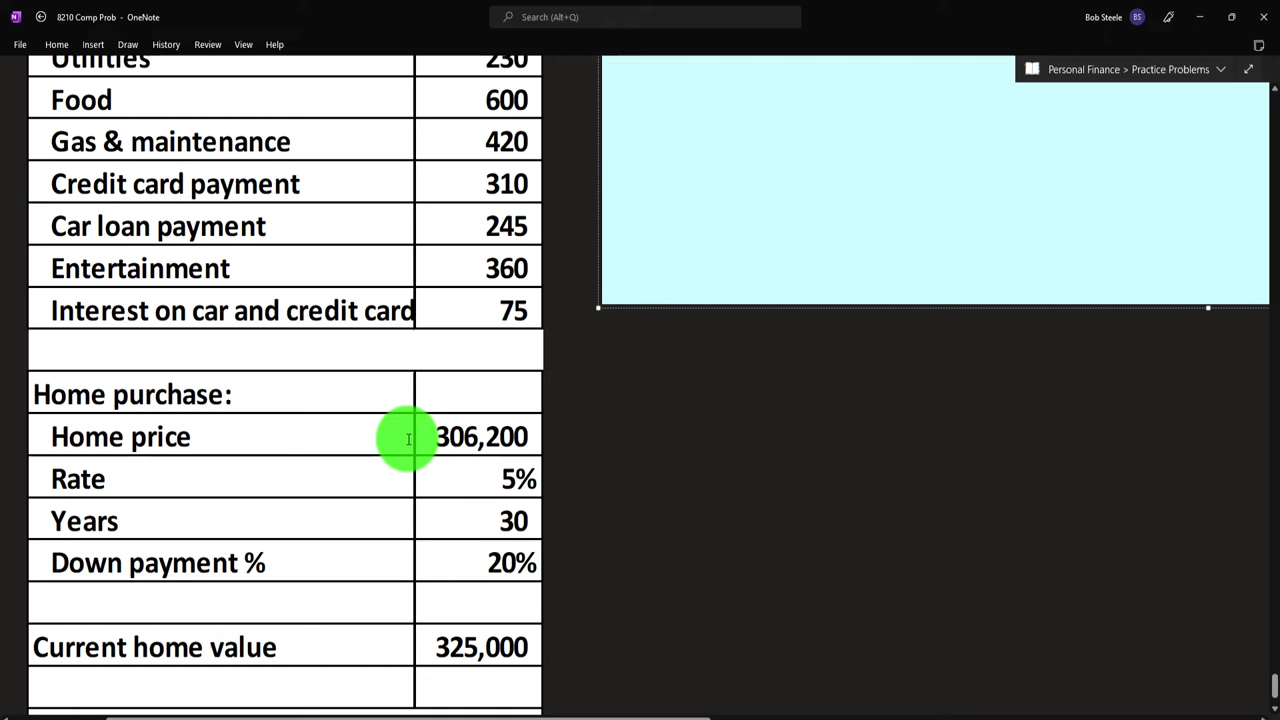 8210 Comp Prob - OneNote
Search (Alt+Q)
Bob Steele
BS
File Home Insert Draw History Review View Help
Personal Finance > Practice Problems
Utilities 230
Food 600
Gas & maintenance 420
Credit card payment 310
Car loan payment 245
Entertainment 360
Interest on car and credit card 75
Home purchase:
Home price 306,200
Rate 5%
Years 30
Down payment % 20%
Current home value 325,000